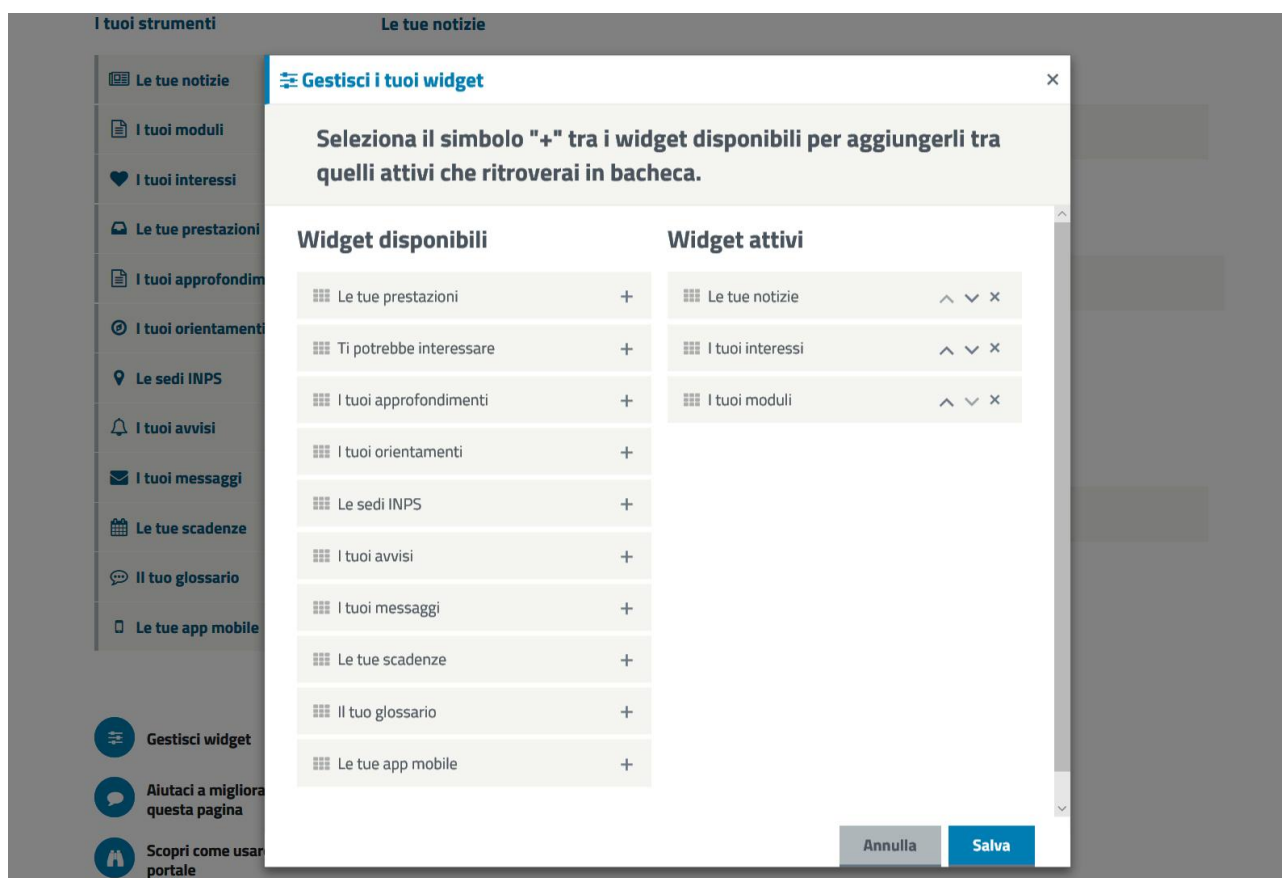 I tuoi strumenti
Le tue notizie
Le tue notizie
I tuoi moduli
I tuoi interessi
Le tue prestazioni
I tuoi approfondim
I tuoi orientamenti
Le sedi INPS
I tuoi avvisi
I tuoi messaggi
Le tue scadenze
Il tuo glossario
Le tue app mobile
Gestisci widget
Aiutaci a migliora
questa pagina
Scopri come usar
portale
Gestisci i tuoi widget
Seleziona il simbolo "+" tra i widget disponibili per aggiungerli tra
quelli attivi che ritroverai in bacheca.
Widget disponibili
Le tue prestazioni
Ti potrebbe interessare
I tuoi approfondimenti
I tuoi orientamenti
Le sedi INPS
I tuoi avvisi
I tuoi messaggi
Le tue scadenze
Il tuo glossario
Le tue app mobile
Widget attivi
Le tue notizie
I tuoi interessi
I tuoi moduli
Annulla
Salva